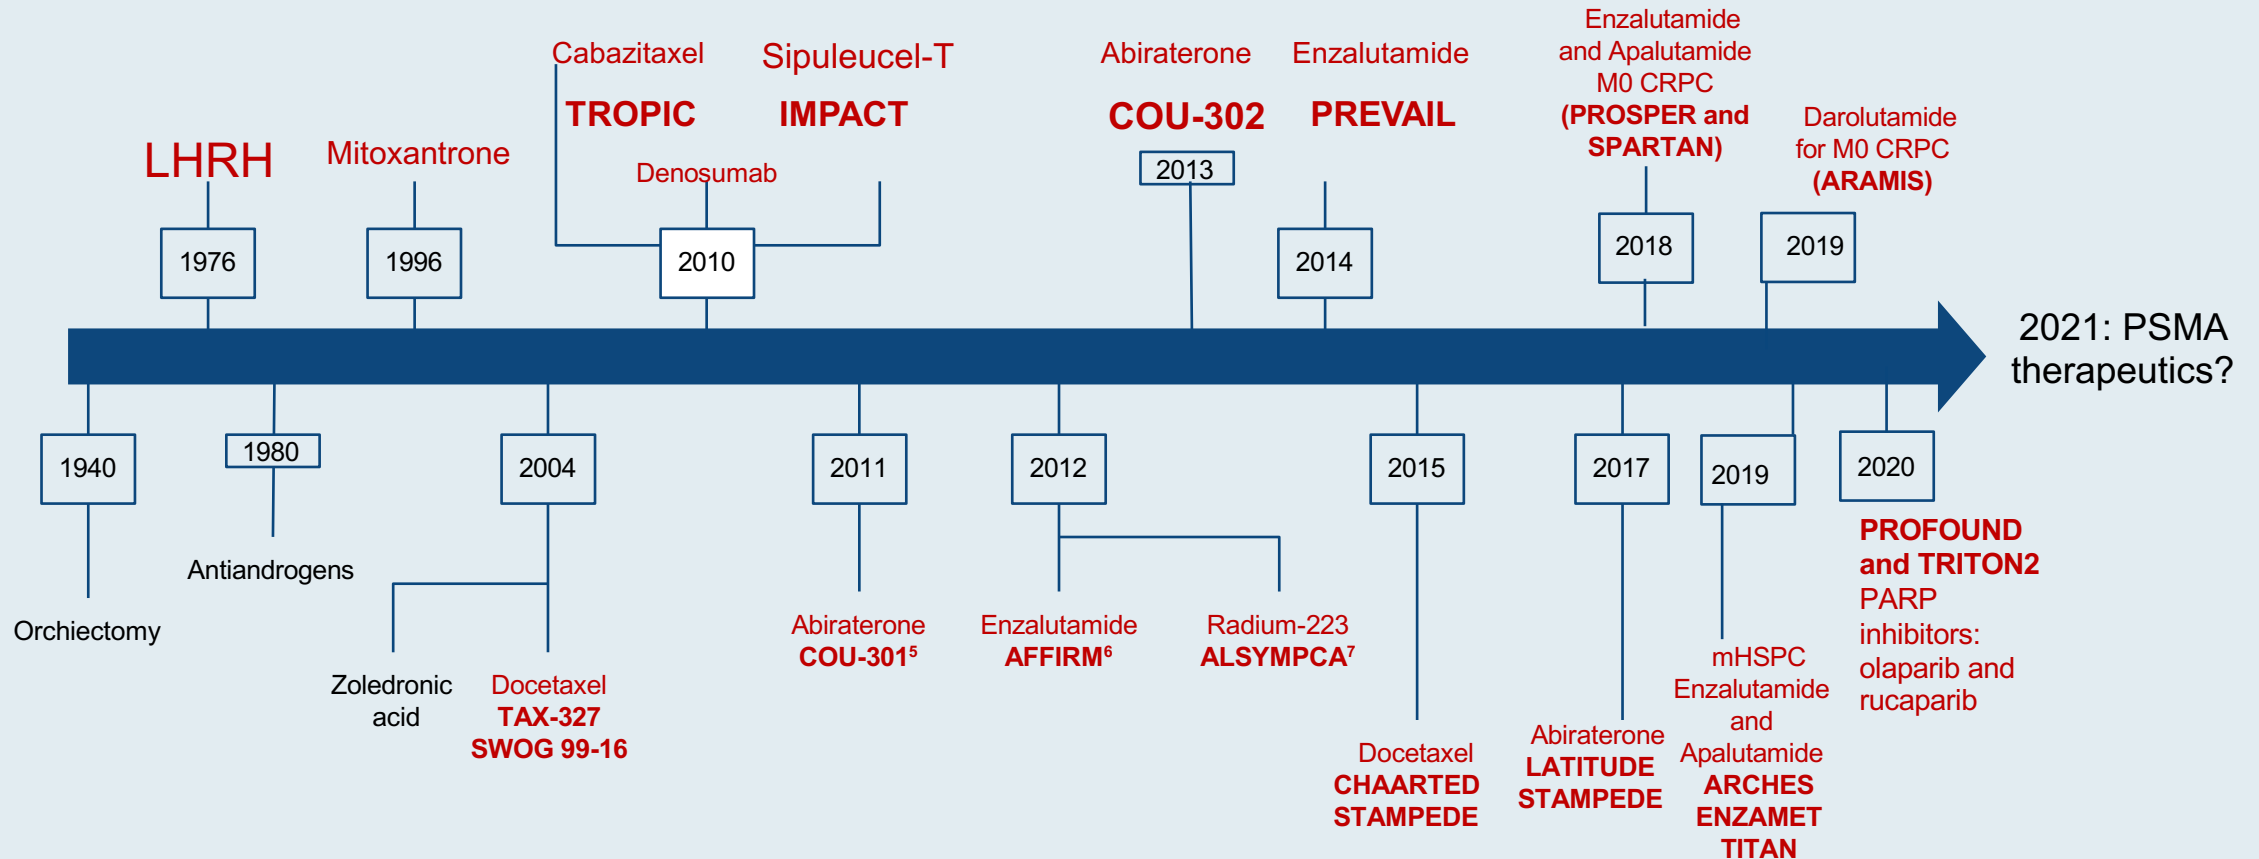 LHRH
1976
Mitoxantrone
1996
Cabazitaxel
TROPIC
Sipuleucel-T
IMPACT
Denosumab
2010
Abiraterone
COU-302
2013
Enzalutamide
PREVAIL
2014
Enzalutamide
and Apalutamide
M0 CRPC
(PROSPER and
SPARTAN)
2018
Darolutamide
for M0 CRPC
(ARAMIS)
2019
2021: PSMA
therapeutics?
1940
Orchiectomy
1980
Antiandrogens
2004
Zoledronic
acid
Docetaxel
TAX-327
SWOG 99-16
2011
Abiraterone
COU-301⁵
2012
Enzalutamide
AFFIRM⁶
Radium-223
ALSYMPCA⁷
2015
Docetaxel
CHAARTED
STAMPEDE
2017
Abiraterone
LATITUDE
STAMPEDE
2019
mHSPC
Enzalutamide
and
Apalutamide
ARCHES
ENZAMET
TITAN
2020
PROFOUND
and TRITON2
PARP
inhibitors:
olaparib and
rucaparib